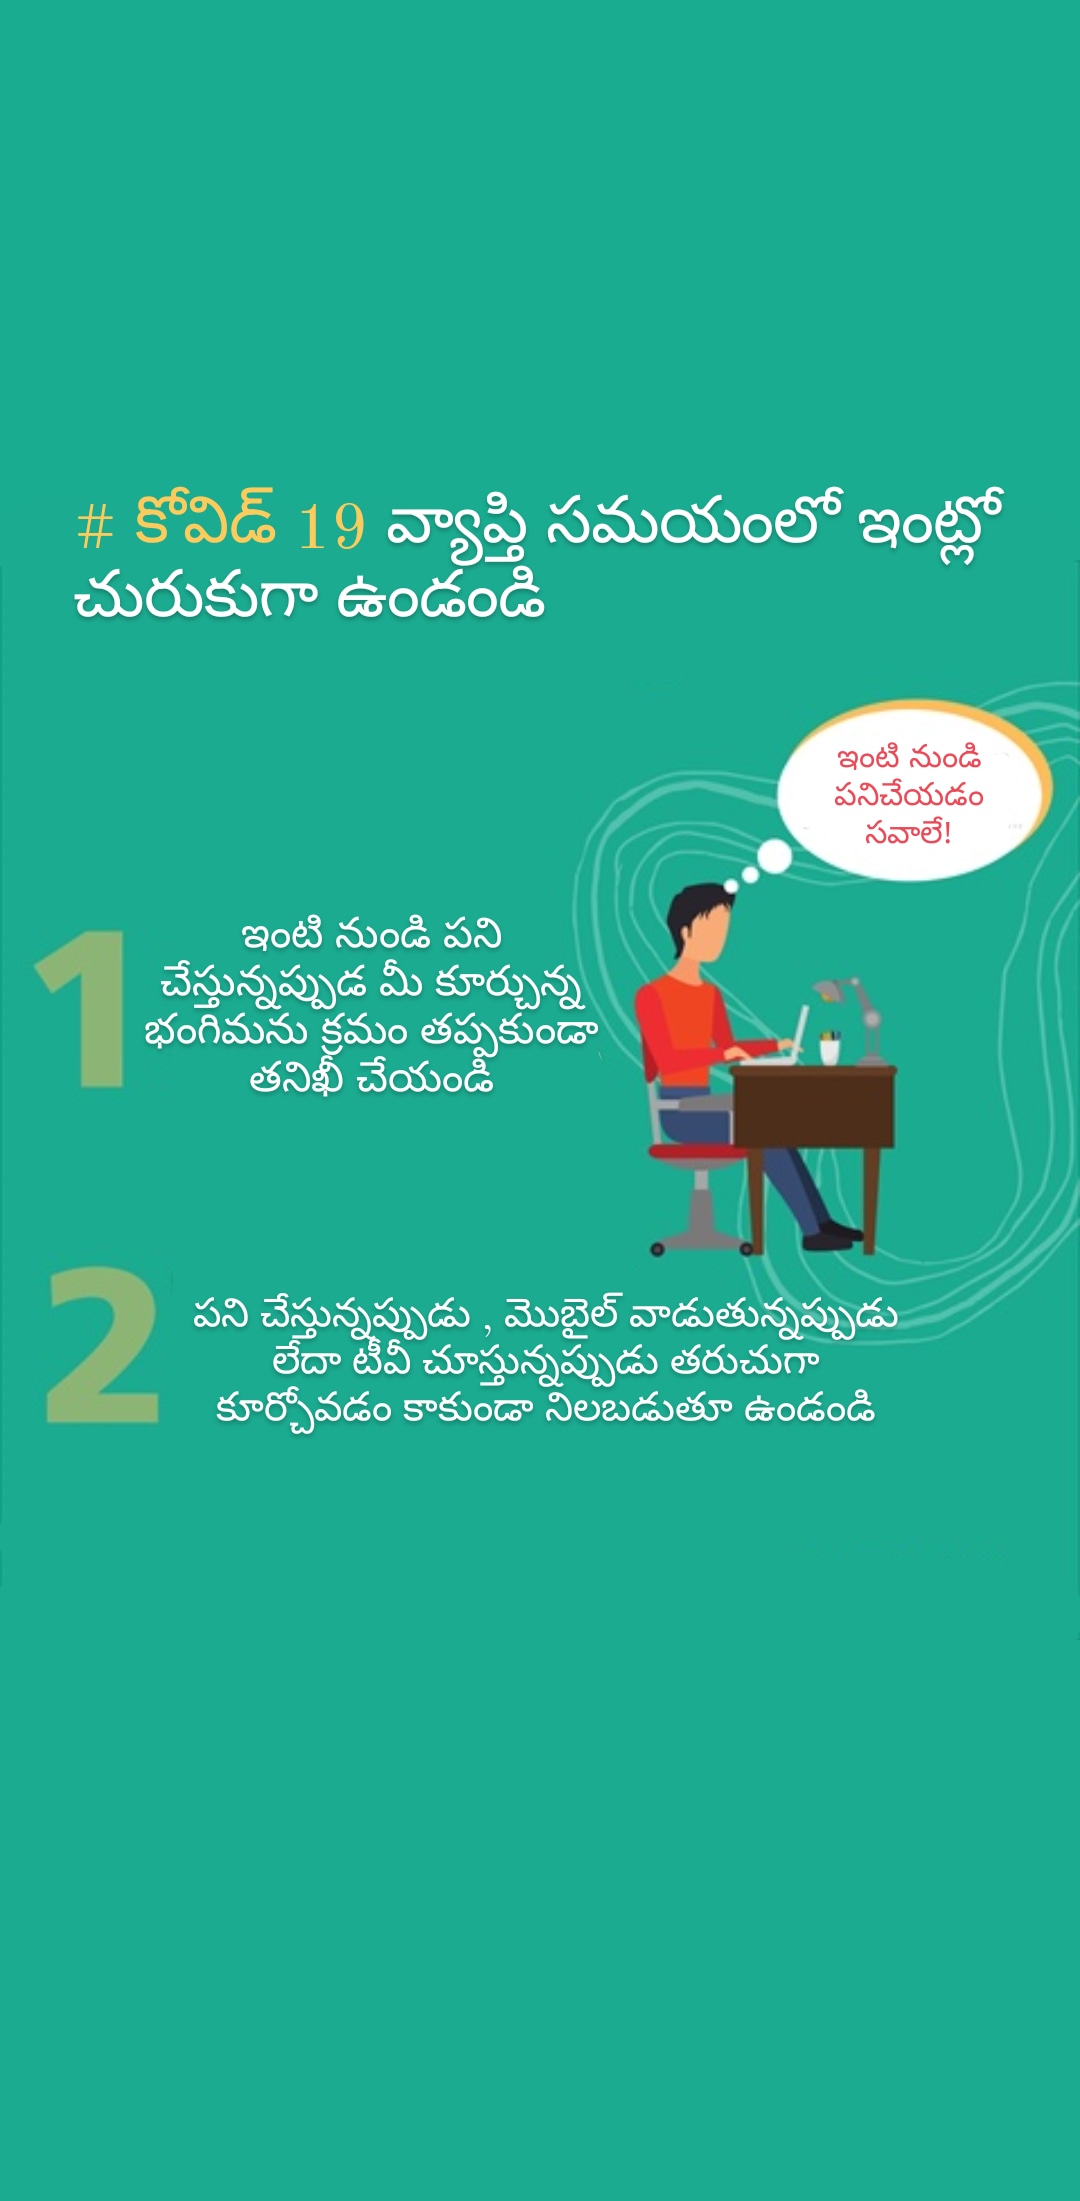 # కోవిడ్ 19 వ్యాప్తి సమయంలో ఇంట్లో
చురుకుగా ఉండండి
ఇంటి నుండి
పనిచేయడం
సవాలే!
1
ఇంటి నుండి పని
చేస్తున్నప్పుడ మీ కూర్చున్న
భంగిమను క్రమం తప్పకుండా
తనిఖీ చేయండి
2
పని చేస్తున్నప్పుడు , మొబైల్ వాడుతున్నప్పుడు
లేదా టీవీ చూస్తున్నప్పుడు తరుచుగా
కూర్చోవడం కాకుండా నిలబడుతూ ఉండండి